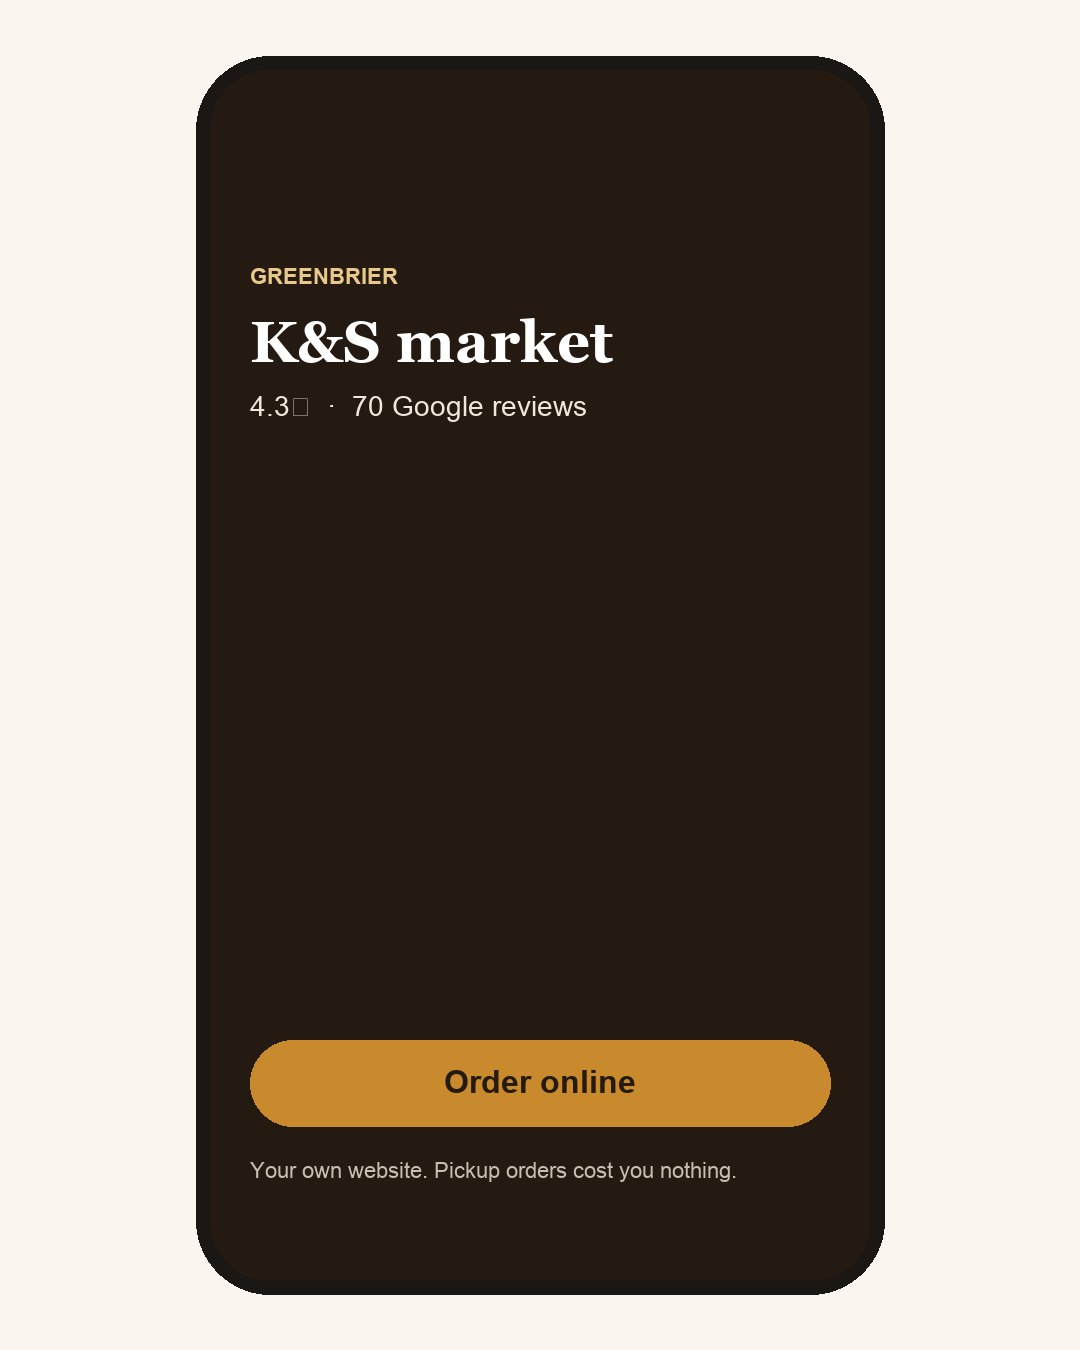 GREENBRIER
K&S market
4.3□ · 70 Google reviews
Order online
Your own website. Pickup orders cost you nothing.